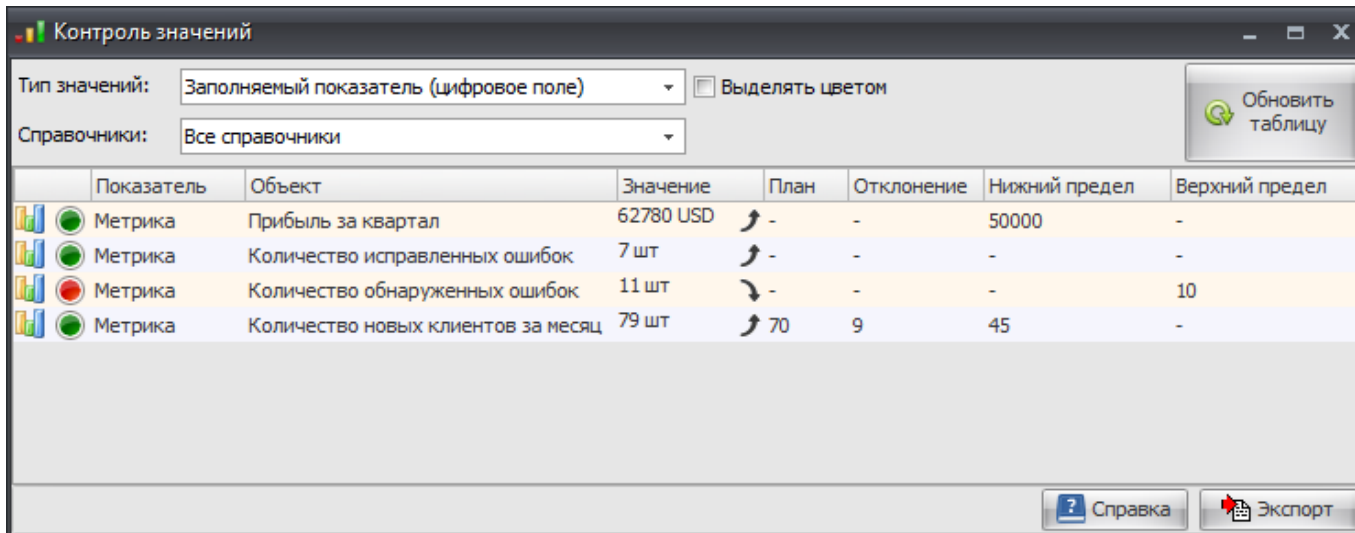 Контроль значений
Тип значений: Заполняемый показатель (цифровое поле) Выделять цветом
Обновить таблицу
Справочники: Все справочники
Показатель Объект Значение План Отклонение Нижний предел Верхний предел
Метрика Прибыль за квартал 62780 USD - - 50000 -
Метрика Количество исправленных ошибок 7 шт - - - -
Метрика Количество обнаруженных ошибок 11 шт - - - 10
Метрика Количество новых клиентов за месяц 79 шт 70 9 45 -
Справка Экспорт